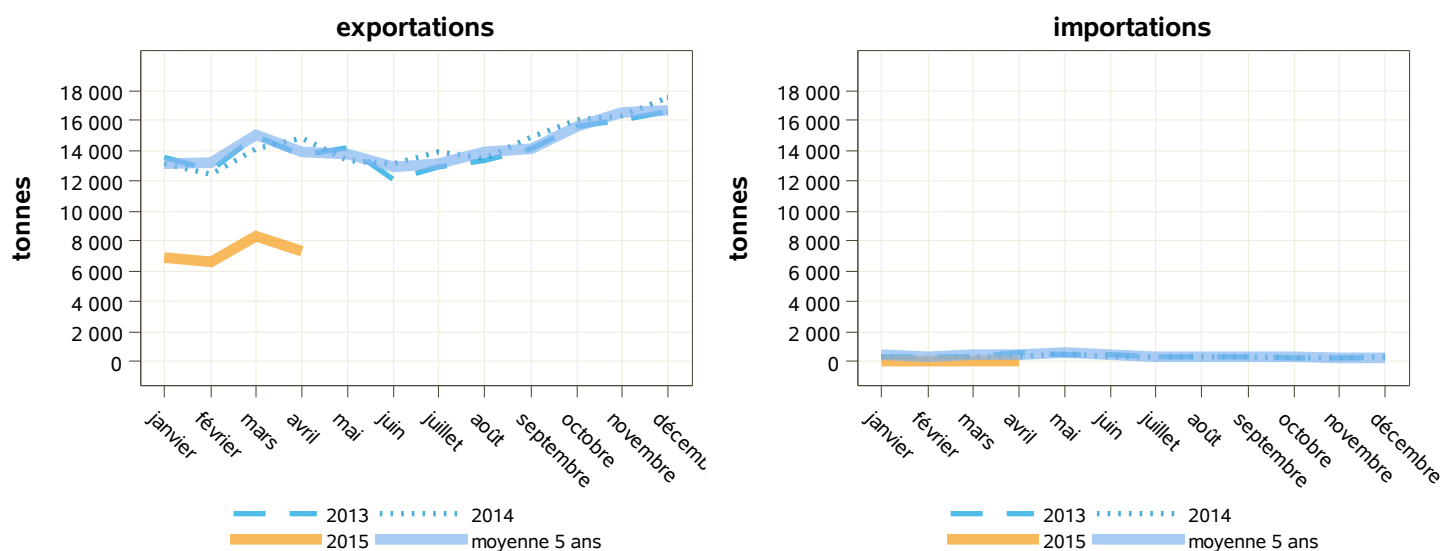 exportations
tonnes
18 000
16 000
14 000
12 000
10 000
8 000
6 000
4 000
2 000
0
janvier
février
mars
avril
mai
juin
juillet
août
septembre
octobre
novembre
décemb
2013
2014
2015
moyenne 5 ans
importations
tonnes
18 000
16 000
14 000
12 000
10 000
8 000
6 000
4 000
2 000
0
janvier
février
mars
avril
mai
juin
juillet
août
septembre
octobre
novembre
décembre
2013
2014
2015
moyenne 5 ans